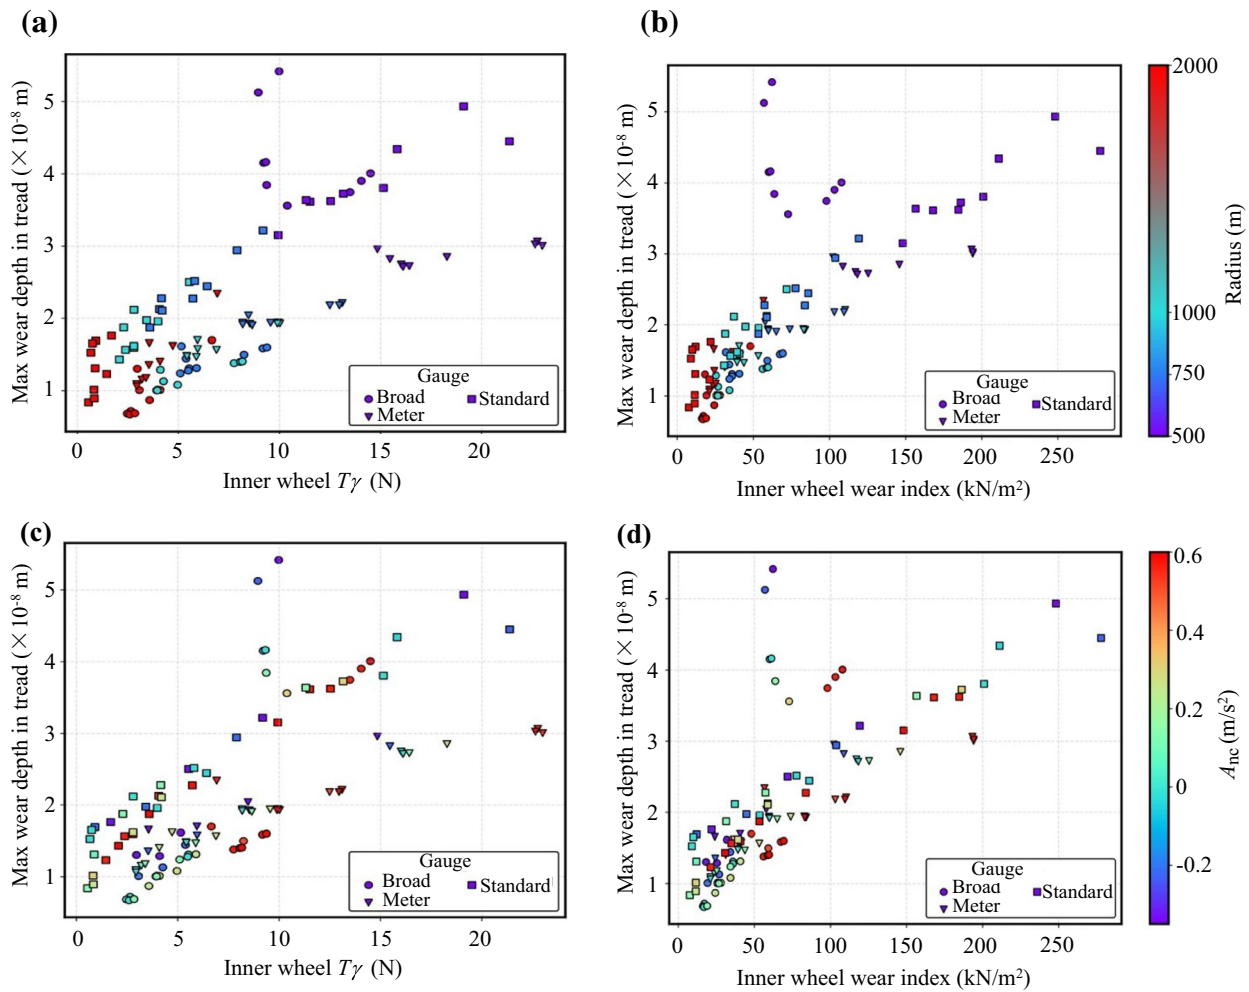 (a)
Max wear depth in tread (×10⁻⁸ m)
5
4
3
2
1
0
5
10
15
20
Inner wheel Tγ (N)
Gauge
Broad
Standard
Meter
(b)
Max wear depth in tread (×10⁻⁸ m)
5
4
3
2
1
0
50
100
150
200
250
Inner wheel wear index (kN/m²)
Gauge
Broad
Standard
Meter
2000
1000
750
500
Radius (m)
(c)
Max wear depth in tread (×10⁻⁸ m)
5
4
3
2
1
0
5
10
15
20
Inner wheel Tγ (N)
Gauge
Broad
Standard
Meter
(d)
Max wear depth in tread (×10⁻⁸ m)
5
4
3
2
1
0
50
100
150
200
250
Inner wheel wear index (kN/m²)
Gauge
Broad
Standard
Meter
0.6
0.4
0.2
0
-0.2
Anc (m/s²)